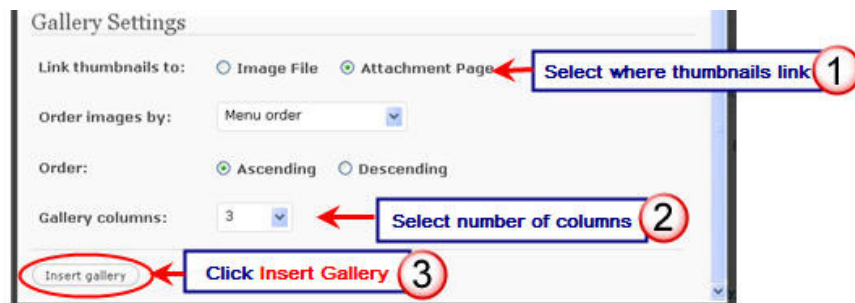 Gallery Settings
Link thumbnails to: Image File Attachment Page Select where thumbnails link 1
Order images by: Menu order
Order: Ascending Descending
Gallery columns: 3 Select number of columns 2
Insert gallery Click Insert Gallery 3